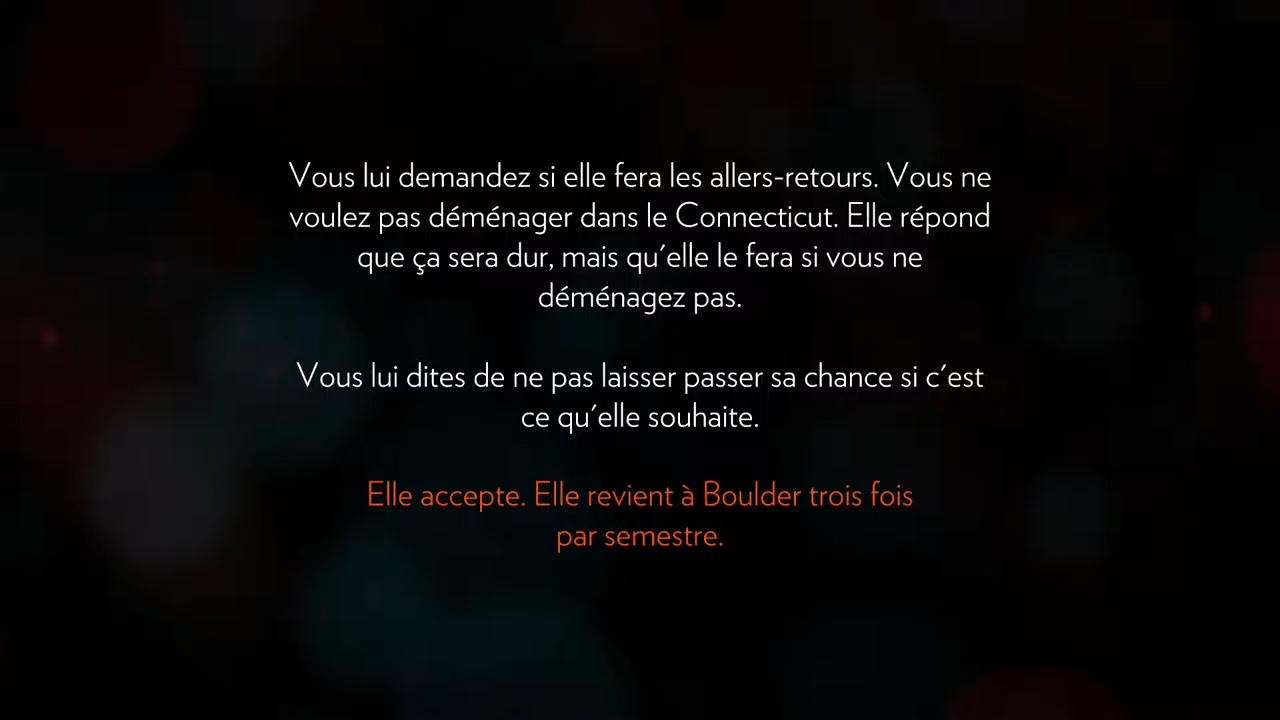 Vous lui demandez si elle fera les allers-retours. Vous ne
voulez pas déménager dans le Connecticut. Elle répond
que ça sera dur, mais qu'elle le fera si vous ne
déménagez pas.
Vous lui dites de ne pas laisser passer sa chance si c'est
ce qu'elle souhaite.
Elle accepte. Elle revient à Boulder trois fois
par semestre.